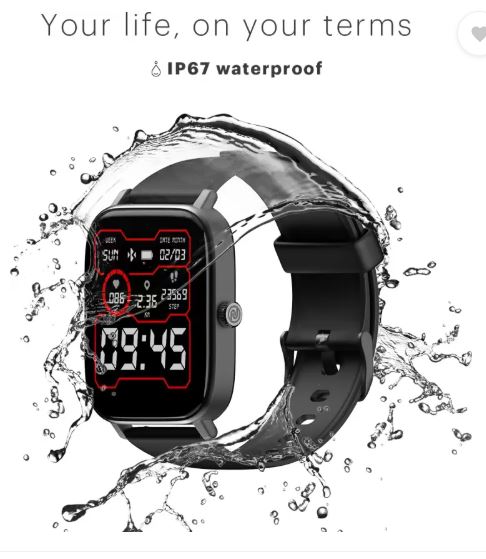 Your life, on your terms
IP67 waterproof
WEEK DATE MONTH
SUN 02/03
086 2.36 23569
KM STEP
09:45